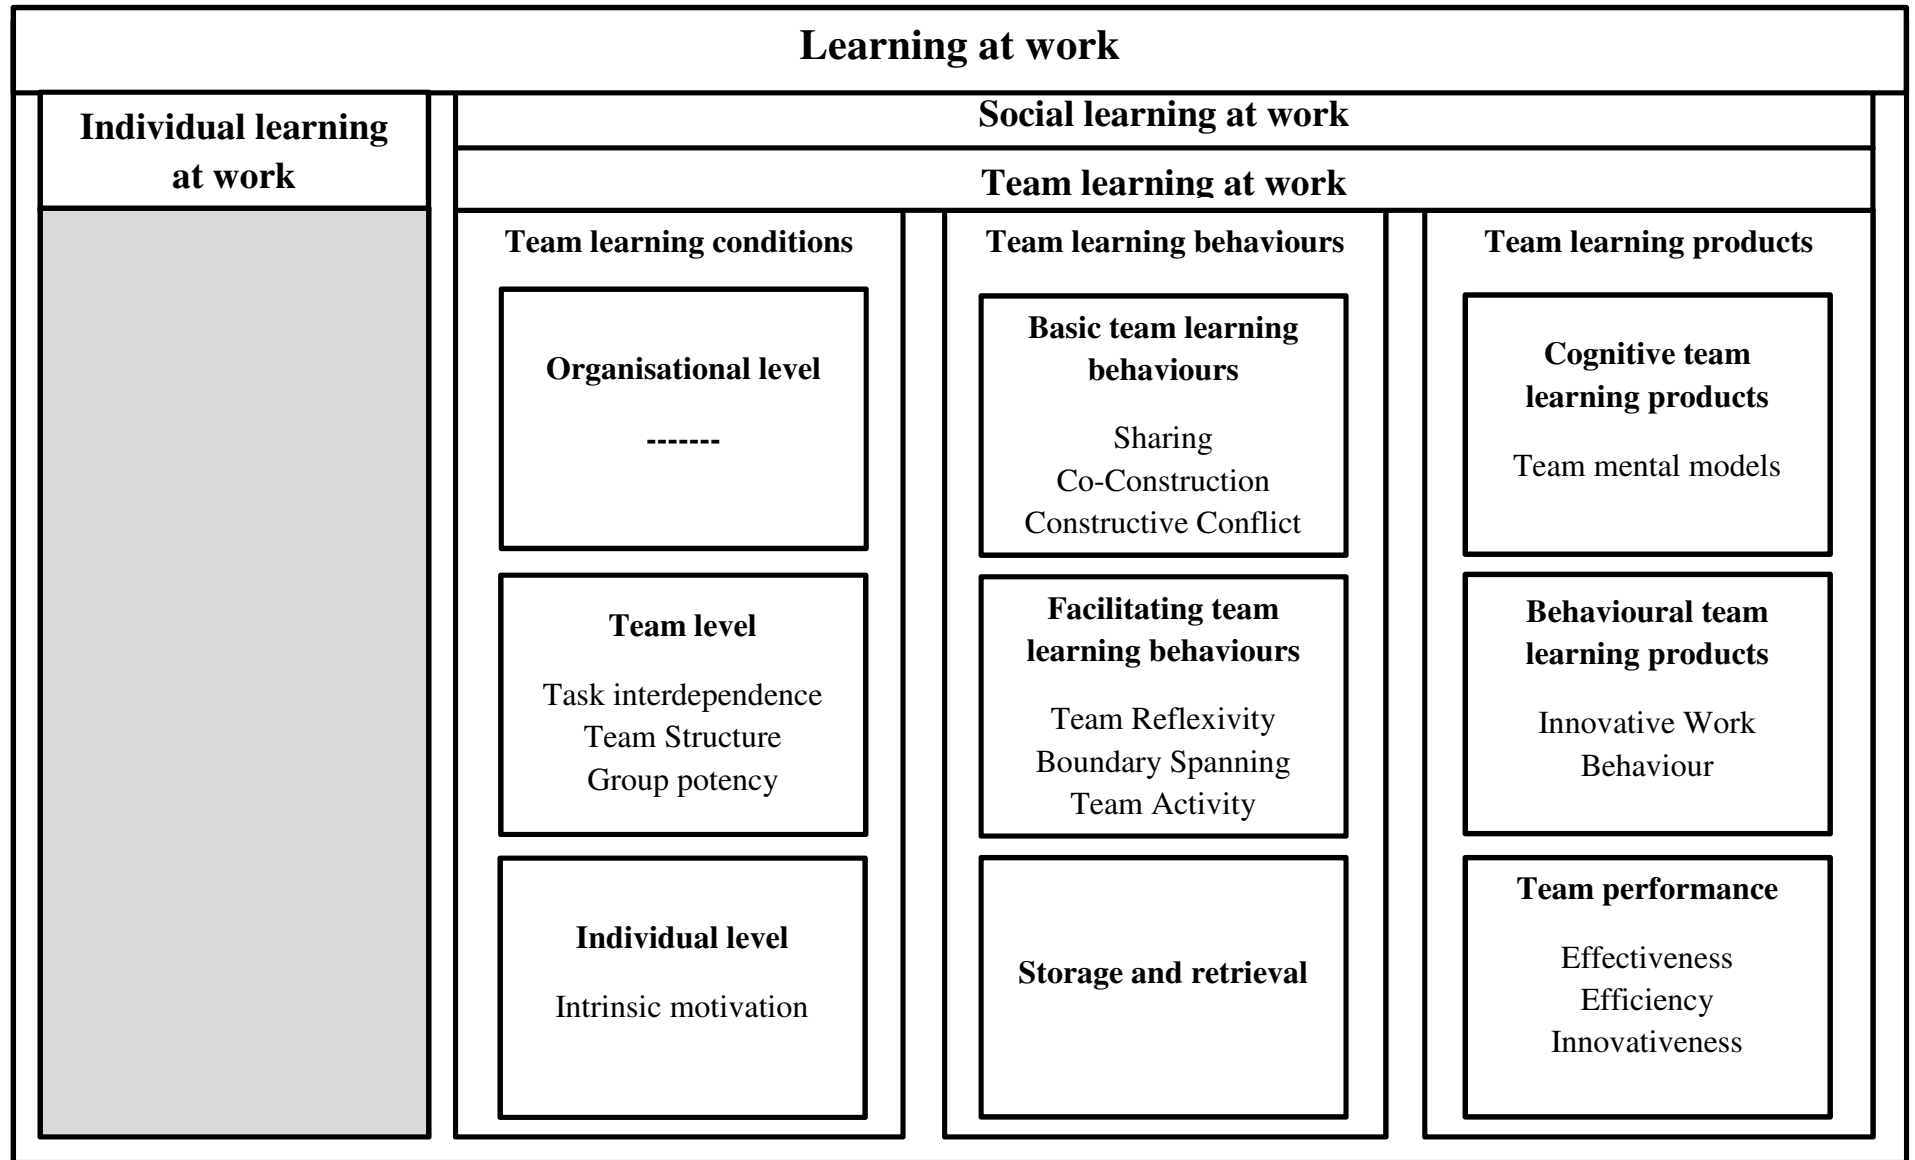 Learning at work
Individual learning
at work
Social learning at work
Team learning at work
Team learning conditions
Organisational level
-------
Team level
Task interdependence
Team Structure
Group potency
Individual level
Intrinsic motivation
Team learning behaviours
Basic team learning
behaviours
Sharing
Co-Construction
Constructive Conflict
Facilitating team
learning behaviours
Team Reflexivity
Boundary Spanning
Team Activity
Storage and retrieval
Team learning products
Cognitive team
learning products
Team mental models
Behavioural team
learning products
Innovative Work
Behaviour
Team performance
Effectiveness
Efficiency
Innovativeness